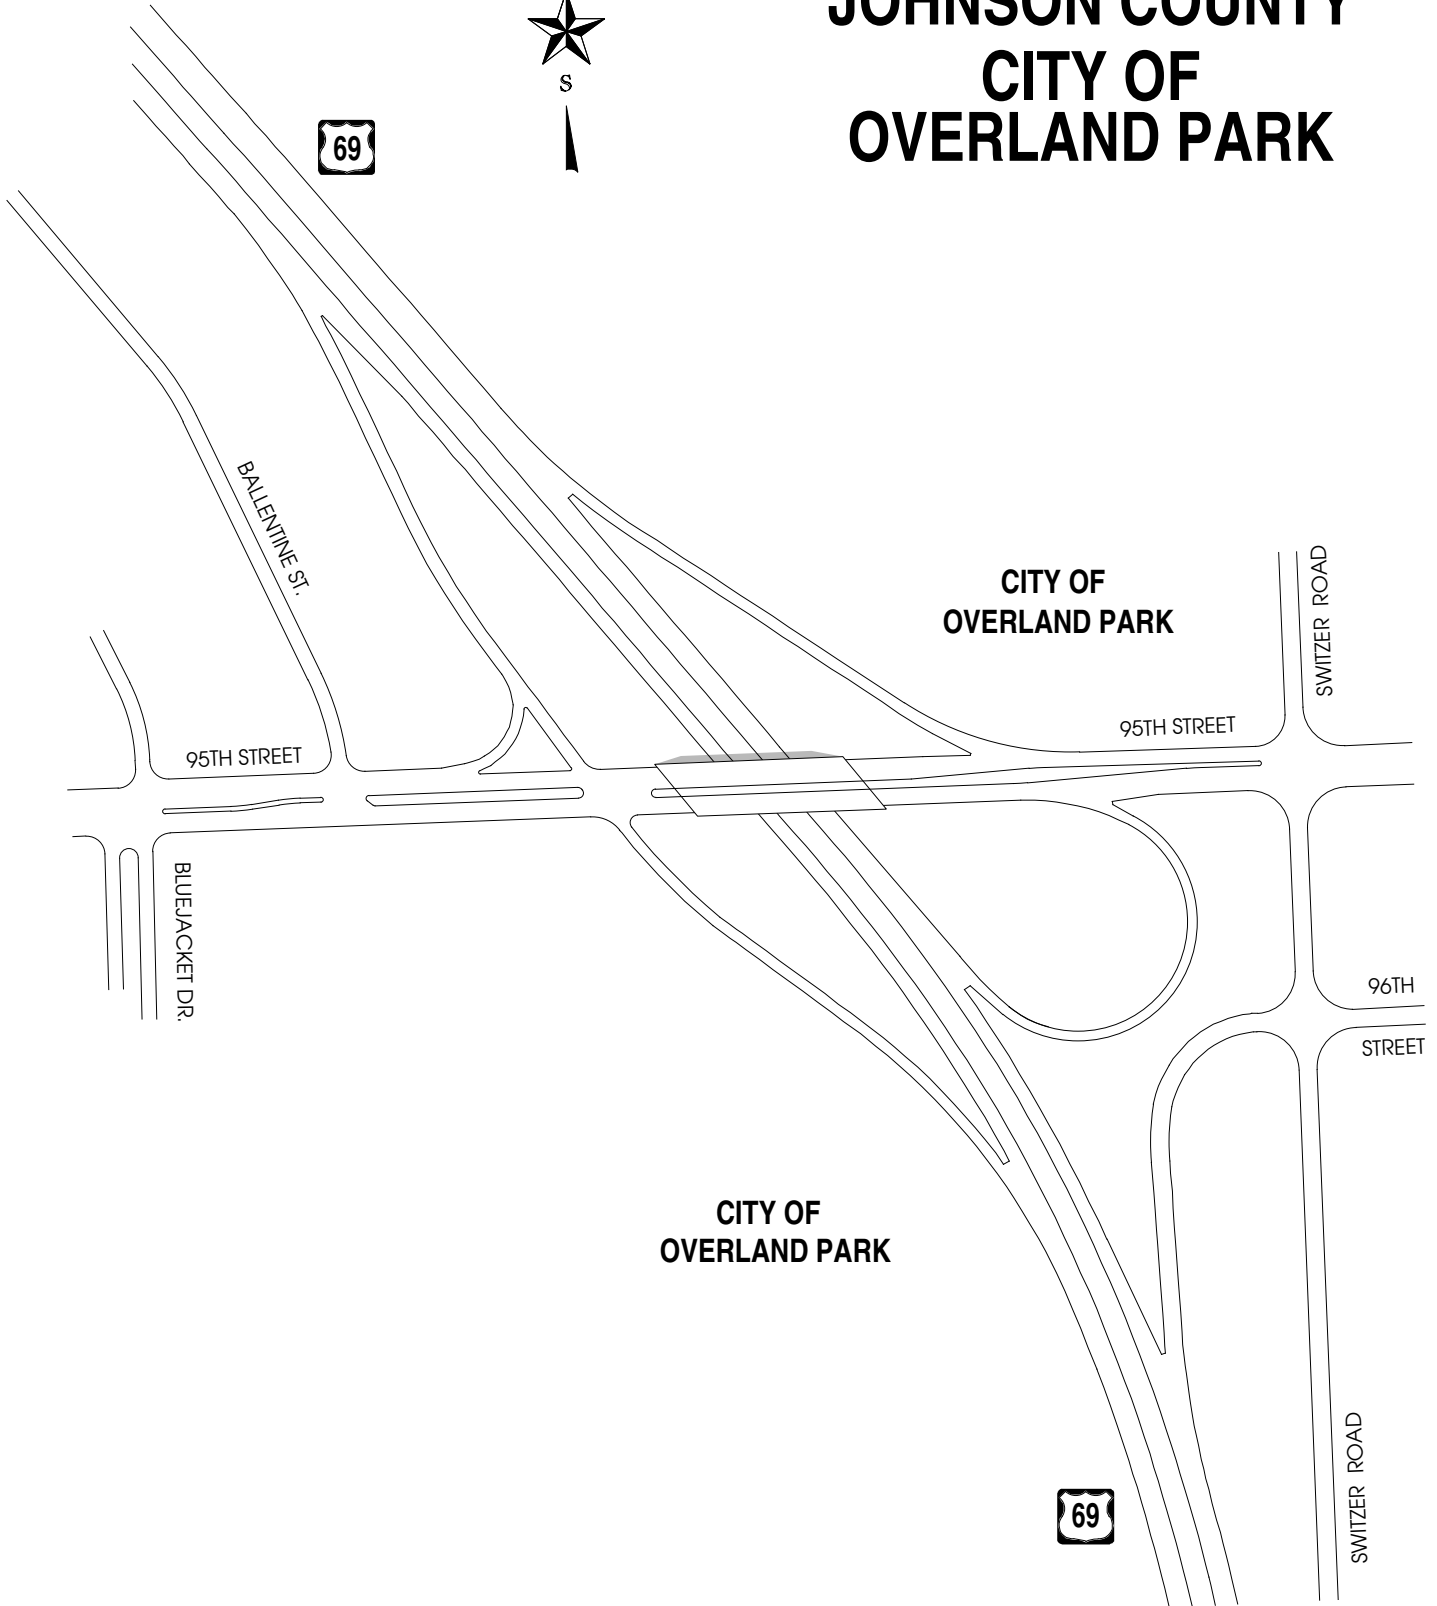 JOHNSON COUNTY
CITY OF
OVERLAND PARK
S
69
BALLENTINE ST.
CITY OF
OVERLAND PARK
SWITZER ROAD
95TH STREET
95TH STREET
BLUEJACKET DR.
96TH
STREET
CITY OF
OVERLAND PARK
SWITZER ROAD
69